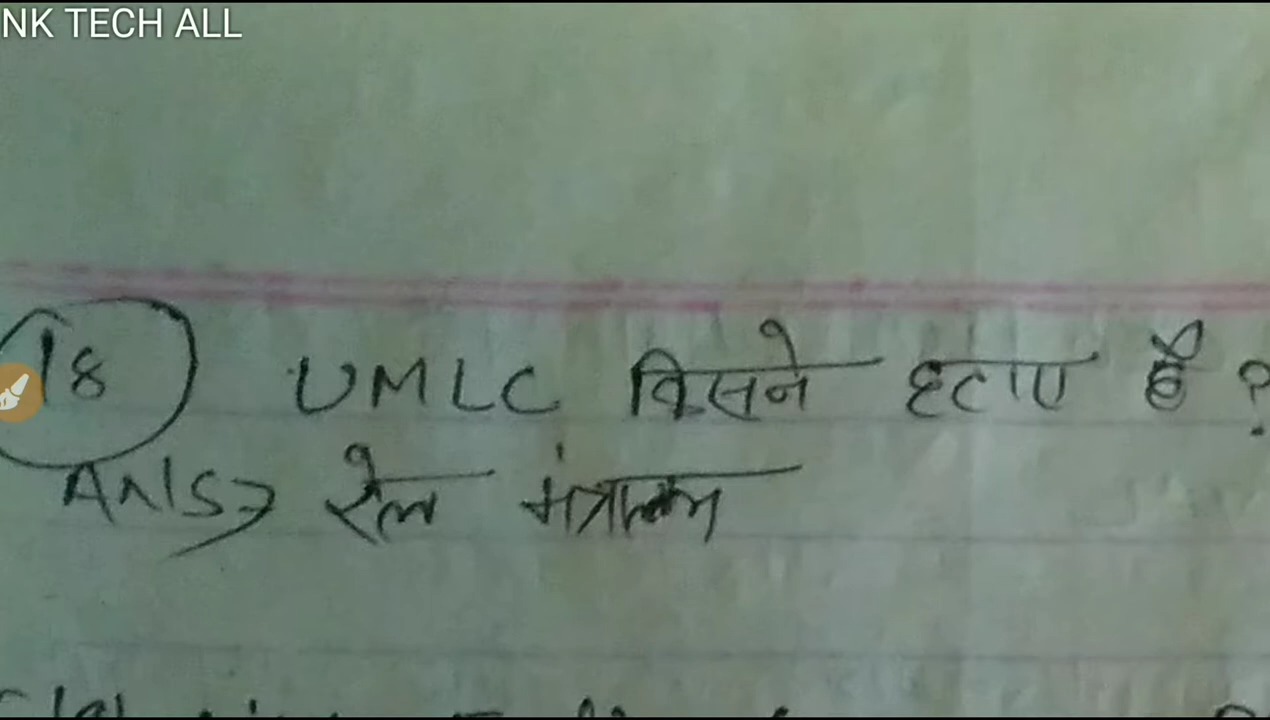 NK TECH ALL
18 UMLC किसने हटाए है ?
ANS→ रेल मंत्रालय